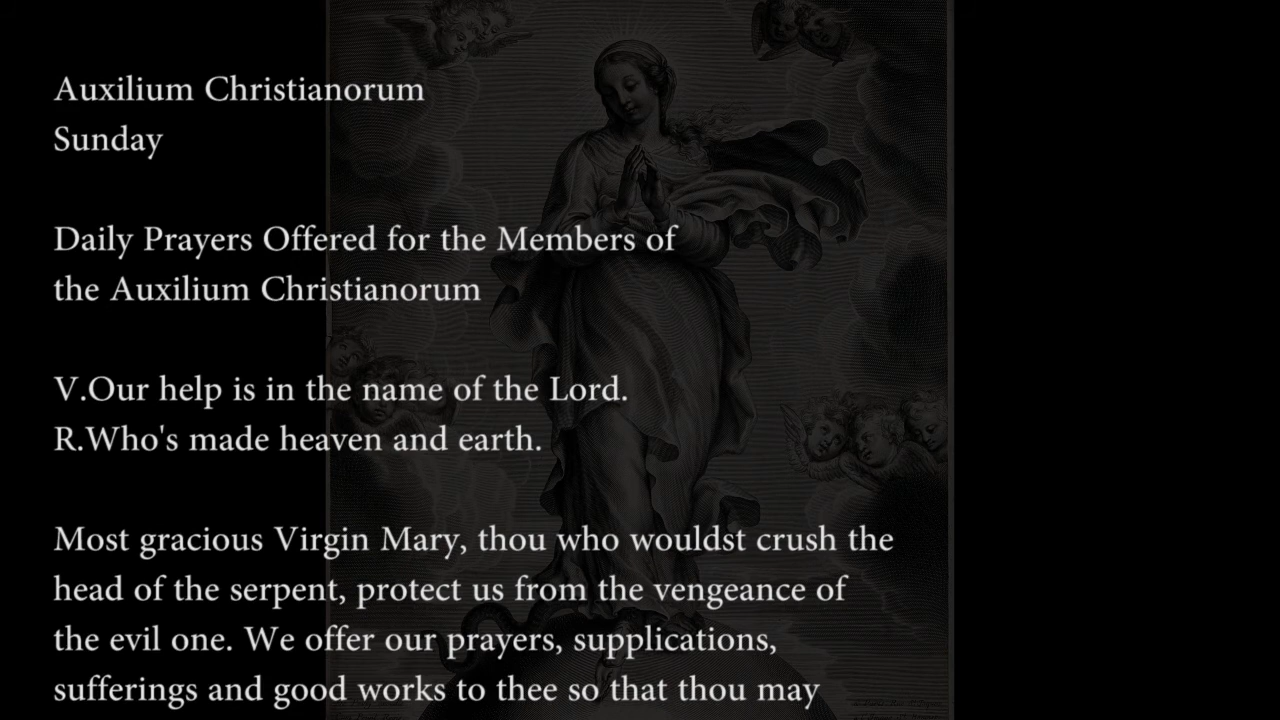 Auxilium Christianorum
Sunday
Daily Prayers Offered for the Members of
the Auxilium Christianorum
V.Our help is in the name of the Lord.
R.Who's made heaven and earth.
Most gracious Virgin Mary, thou who wouldst crush the
head of the serpent, protect us from the vengeance of
the evil one. We offer our prayers, supplications,
sufferings and good works to thee so that thou may